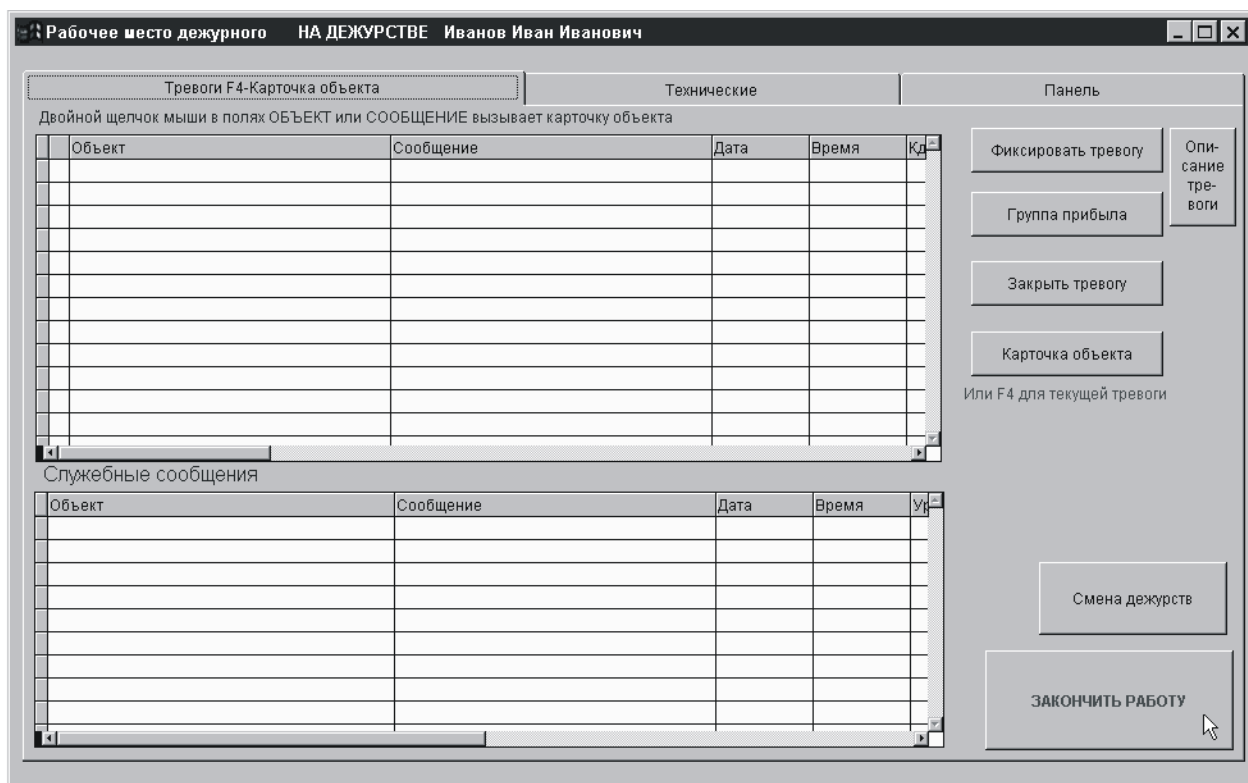 Рабочее место дежурного НА ДЕЖУРСТВЕ Иванов Иван Иванович
Тревоги F4-Карточка объекта Технические Панель
Двойной щелчок мыши в полях ОБЪЕКТ или СООБЩЕНИЕ вызывает карточку объекта
Объект Сообщение Дата Время Кд
Фиксировать тревогу
Опи-
сание
тре-
воги
Группа прибыла
Закрыть тревогу
Карточка объекта
Или F4 для текущей тревоги
Служебные сообщения
Объект Сообщение Дата Время Ур
Смена дежурств
ЗАКОНЧИТЬ РАБОТУ